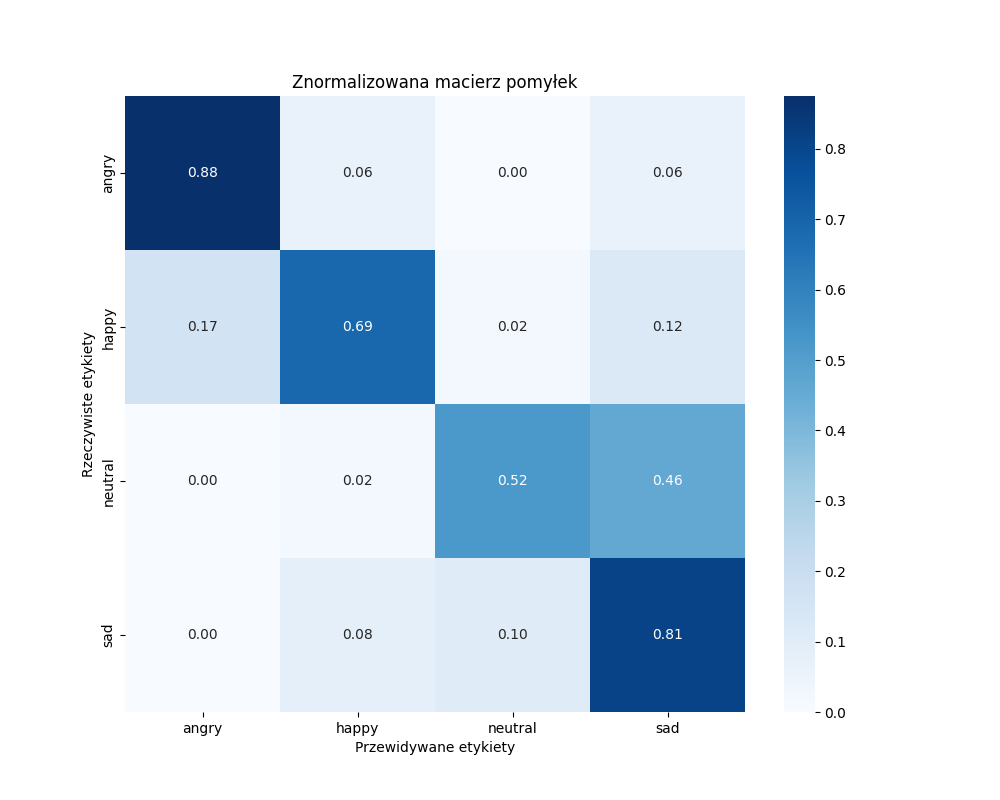 Znormalizowana macierz pomyłek
Rzeczywiste etykiety
angry 0.88 0.06 0.00 0.06
happy 0.17 0.69 0.02 0.12
neutral 0.00 0.02 0.52 0.46
sad 0.00 0.08 0.10 0.81
angry happy neutral sad
Przewidywane etykiety
0.8
0.7
0.6
0.5
0.4
0.3
0.2
0.1
0.0